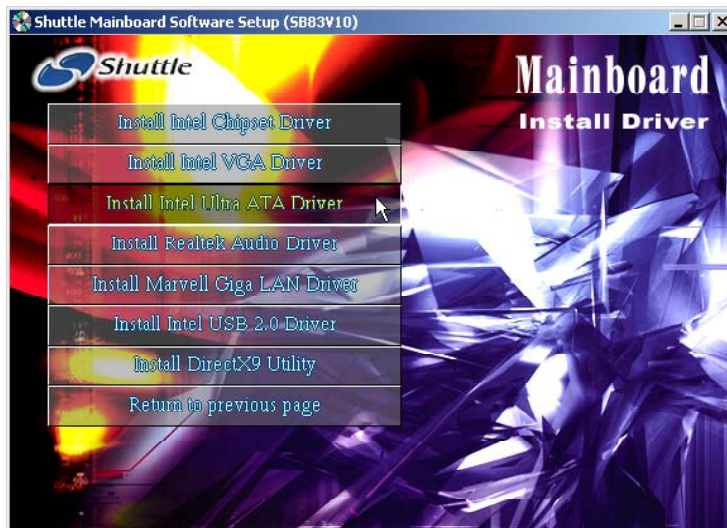 Shuttle Mainboard Software Setup (SB83V10)
Shuttle
Mainboard
Install Driver
Install Intel Chipset Driver
Install Intel VGA Driver
Install Intel Ultra ATA Driver
Install Realtek Audio Driver
Install Marvell Giga LAN Driver
Install Intel USB 2.0 Driver
Install DirectX9 Utility
Return to previous page